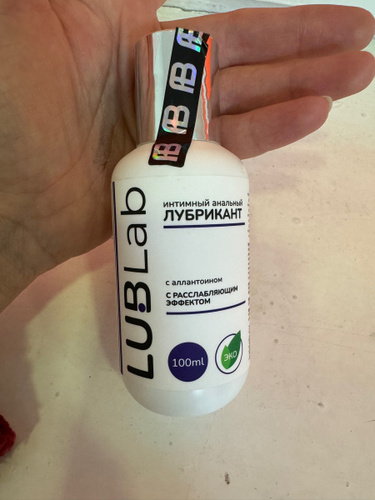 LUBLab
интимный анальный
ЛУБРИКАНТ
с аллантоином
С РАССЛАБЛЯЮЩИМ
ЭФФЕКТОМ
100ml
ЭКО